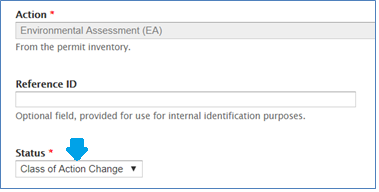 Action *
Environmental Assessment (EA)
From the permit inventory.
Reference ID
Optional field, provided for use for internal identification purposes.
Status *
Class of Action Change